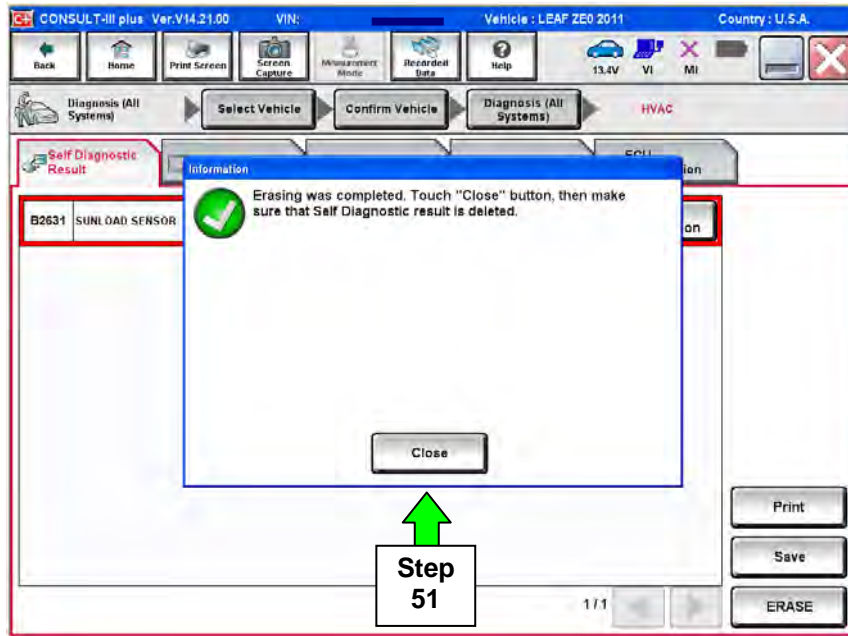 CONSULT-III plus Ver.V14.21.00 VIN: Vehicle : LEAF ZE0 2011 Country : U.S.A.
Back Home Print Screen Screen Capture Measurement Mode Recorded Data Help 13.4V VI MI
Diagnosis (All Systems) Select Vehicle Confirm Vehicle Diagnosis (All Systems) HVAC
Self Diagnostic Result
Information
Erasing was completed. Touch "Close" button, then make
sure that Self Diagnostic result is deleted.
B2631 SUNLOAD SENSOR
on
Close
Step
51
1/1
Print
Save
ERASE